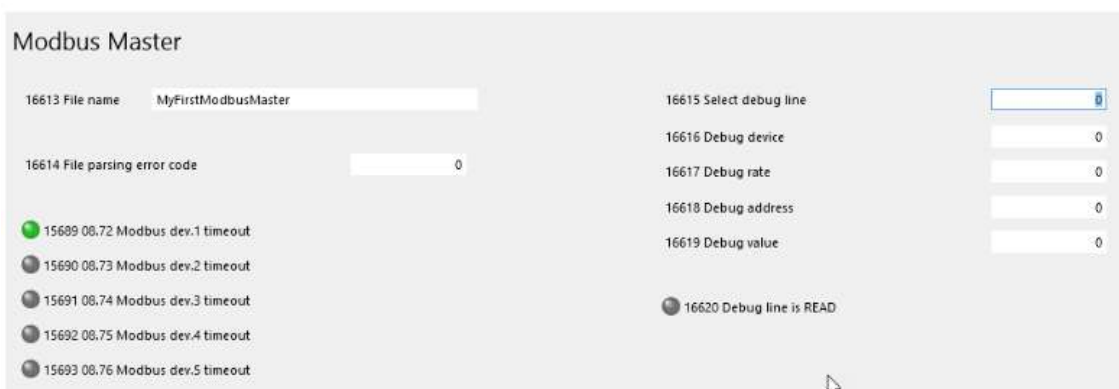 Modbus Master
16613 File name MyFirstModbusMaster
16614 File parsing error code 0
15689 08.72 Modbus dev.1 timeout
15690 08.73 Modbus dev.2 timeout
15691 08.74 Modbus dev.3 timeout
15692 08.75 Modbus dev.4 timeout
15693 08.76 Modbus dev.5 timeout
16615 Select debug line 0
16616 Debug device 0
16617 Debug rate 0
16618 Debug address 0
16619 Debug value 0
16620 Debug line is READ